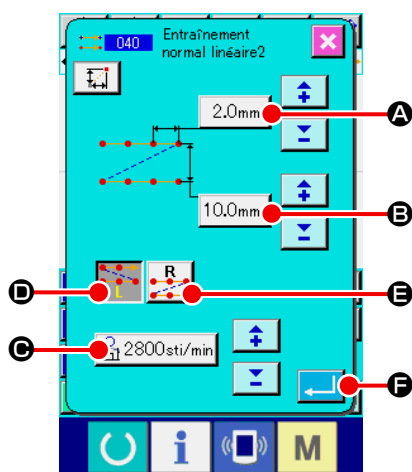 040
Entraînement
normal linéaire2
2.0mm
A
10.0mm
B
D
L
R
E
C
2800sti/min
F
i
M